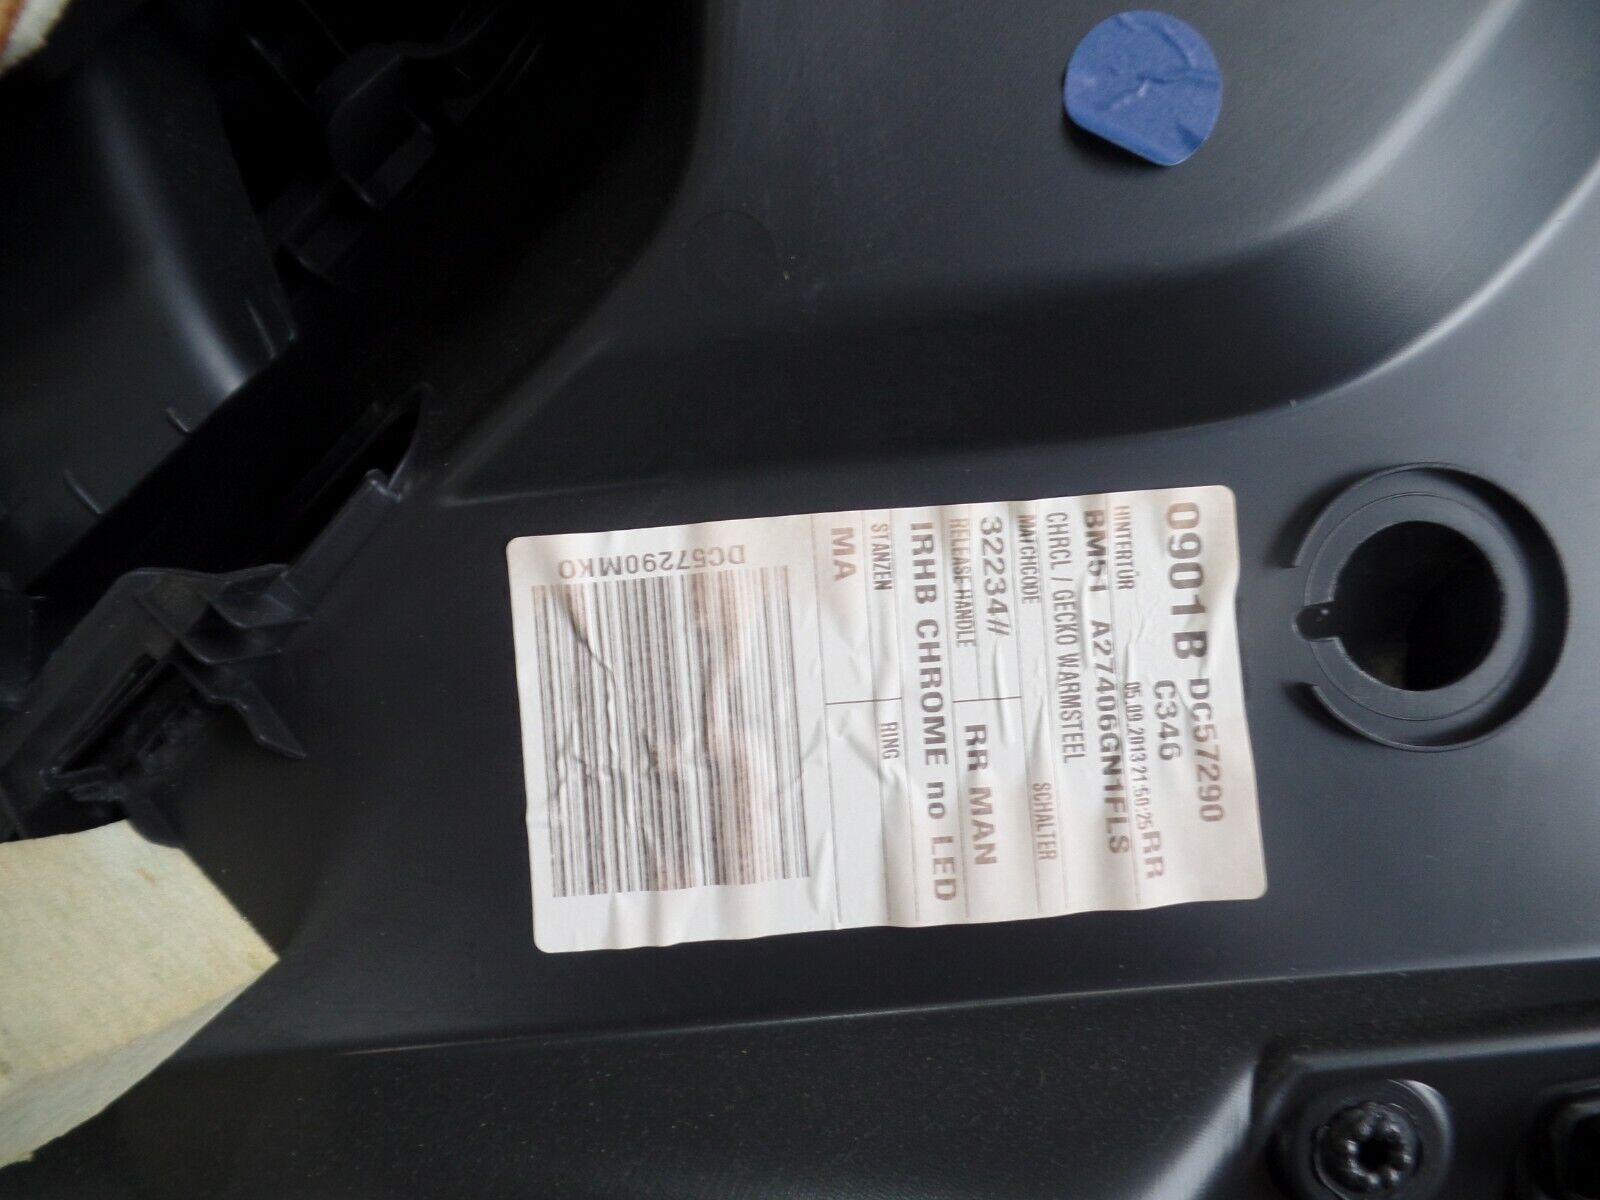 0901 B DC57290
C346
05.09.2013 21:50:25 RR
HINTERTÜR
BM51 A27406GN1FLS
CHRCL / GECKO WARMSTEEL
MATCHCODE SCHALTER
32234// RR MAN
RELEASE-HANDLE
IRHB CHROME no LED
STANZEN RING
MA
DC57290MKO